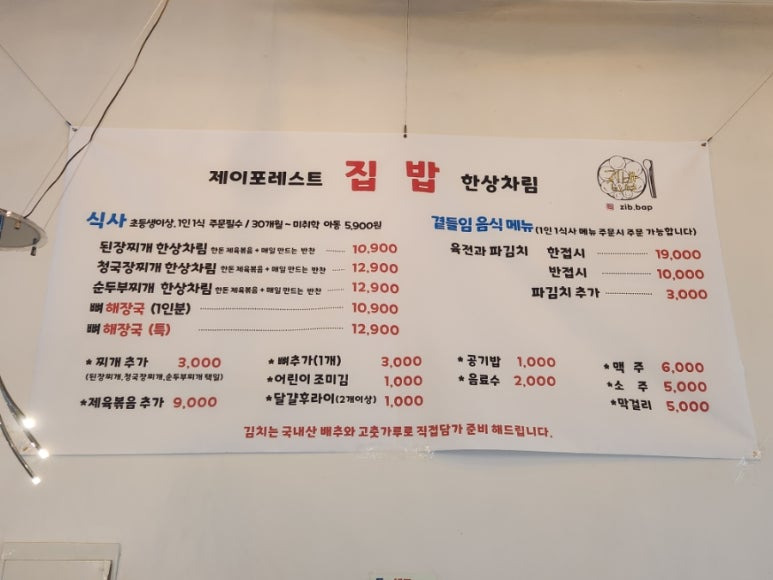 제이포레스트 집 밥 한상차림
zib.bap
식사 초등생이상, 1인 1식 주문필수 / 30개월 ~ 미취학 아동 5,900원
된장찌개 한상차림 한돈 제육볶음 + 매일 만드는 반찬 ...... 10,900
청국장찌개 한상차림 한돈 제육볶음 + 매일 만드는 반찬 ...... 12,900
순두부찌개 한상차림 한돈 제육볶음 + 매일 만드는 반찬 ...... 12,900
뼈 해장국 (1인분) ...... 10,900
뼈 해장국 (특) ...... 12,900
곁들임 음식 메뉴 (1인 1식사 메뉴 주문시 주문 가능합니다)
육전과 파김치 한접시 ...... 19,000
반접시 ...... 10,000
파김치 추가 ...... 3,000
* 찌개 추가 3,000
(된장찌개,청국장찌개,순두부찌개 택일)
*제육볶음 추가 9,000
* 뼈추가(1개) 3,000
*어린이 조미김 1,000
*달걀후라이(2개이상) 1,000
* 공기밥 1,000
* 음료수 2,000
* 맥 주 6,000
*소 주 5,000
*막걸리 5,000
김치는 국내산 배추와 고춧가루로 직접담가 준비 해드립니다.